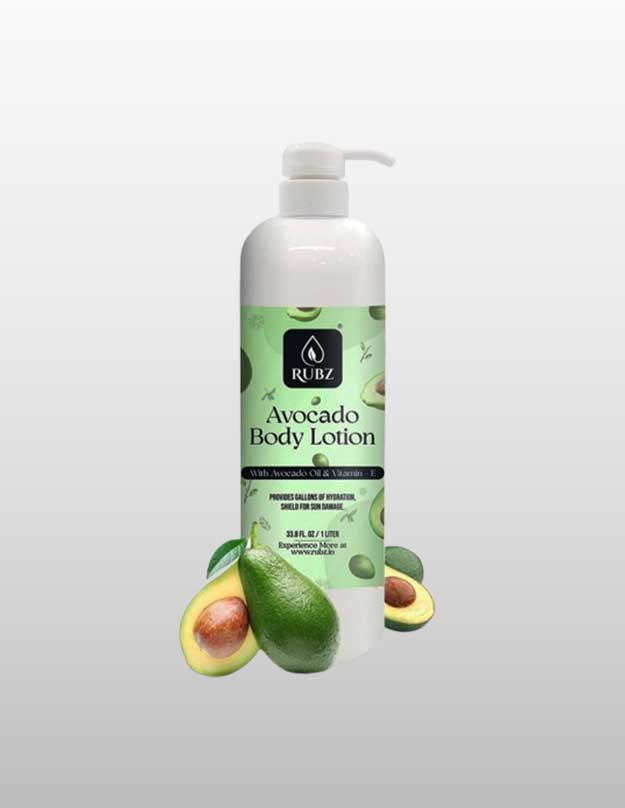 RUBZ
Avocado
Body Lotion
With Avocado Oil & Vitamin - E
PROVIDES GALLONS OF HYDRATION,
SHIELD FOR SUN DAMAGE.
33.8 FL. OZ / 1 LITER
Experience More at
www.rubz.in